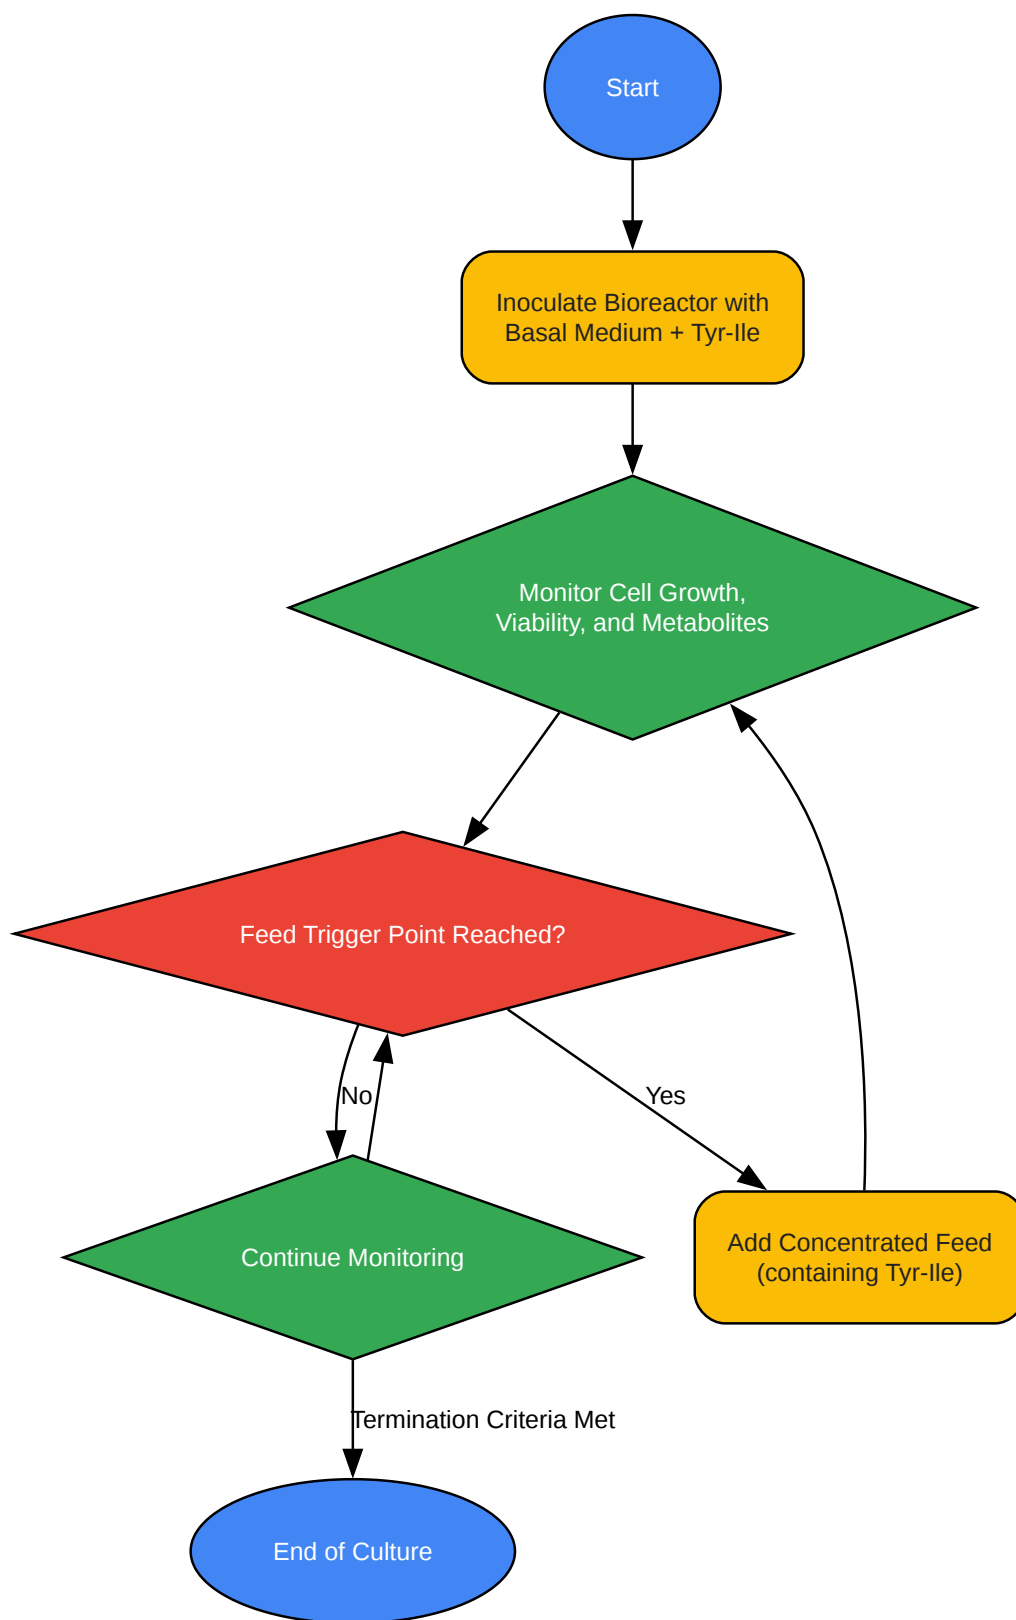 Start
Inoculate Bioreactor with
Basal Medium + Tyr-Ile
Monitor Cell Growth,
Viability, and Metabolites
Feed Trigger Point Reached?
No
Yes
Continue Monitoring
Add Concentrated Feed
(containing Tyr-Ile)
Termination Criteria Met
End of Culture